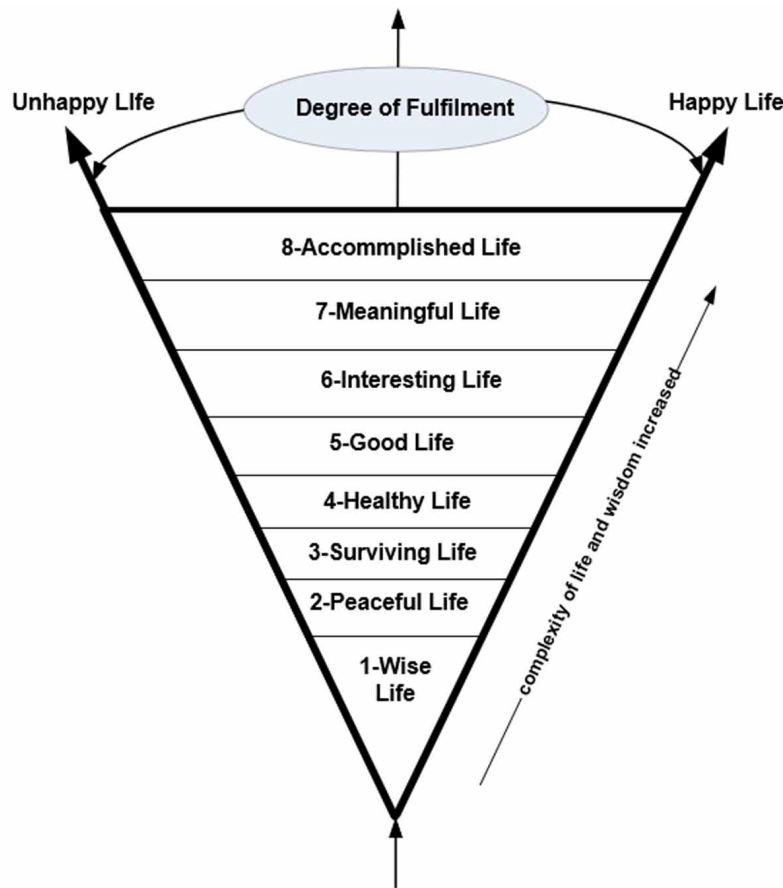 Unhappy LIfe
Degree of Fulfilment
Happy Life
8-Accommplished Life
7-Meaningful Life
6-Interesting Life
5-Good Life
4-Healthy Life
3-Surviving Life
2-Peaceful Life
1-Wise
Life
complexity of life and wisdom increased